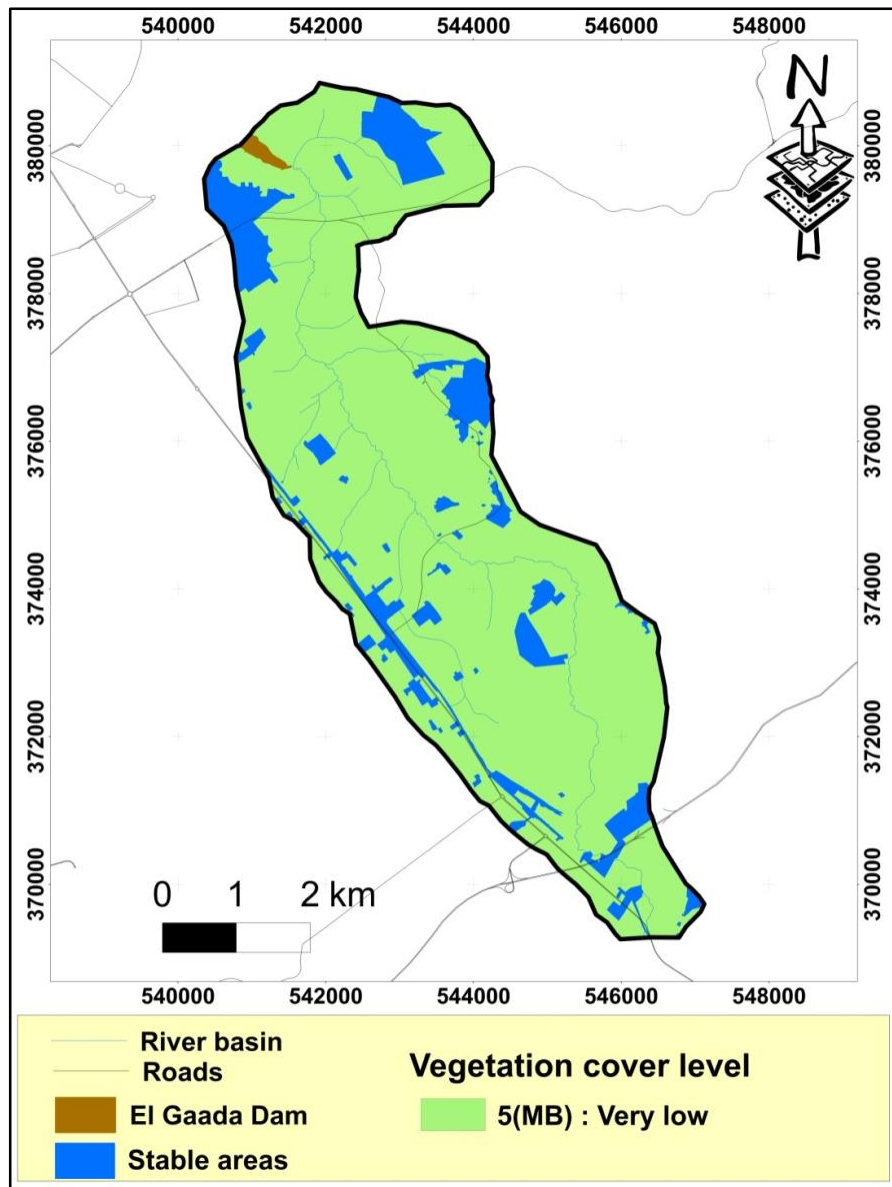 540000 542000 544000 546000 548000
N
380000 380000
378000 378000
376000 376000
374000 374000
372000 372000
370000 370000
0 1 2 km
540000 542000 544000 546000 548000
River basin
Roads
El Gaada Dam
Stable areas
Vegetation cover level
5(MB) : Very low